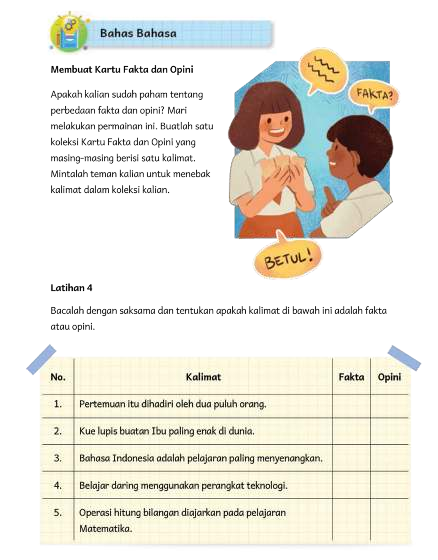 Bahas Bahasa
Membuat Kartu Fakta dan Opini
Apakah kalian sudah paham tentang
perbedaan fakta dan opini? Mari
melakukan permainan ini. Buatlah satu
koleksi Kartu Fakta dan Opini yang
masing-masing berisi satu kalimat.
Mintalah teman kalian untuk menebak
kalimat dalam koleksi kalian.
FAKTA?
BETUL!
Latihan 4
Bacalah dengan saksama dan tentukan apakah kalimat di bawah ini adalah fakta
atau opini.
No. Kalimat Fakta Opini
1. Pertemuan itu dihadiri oleh dua puluh orang.
2. Kue lupis buatan Ibu paling enak di dunia.
3. Bahasa Indonesia adalah pelajaran paling menyenangkan.
4. Belajar daring menggunakan perangkat teknologi.
5. Operasi hitung bilangan diajarkan pada pelajaran
Matematika.